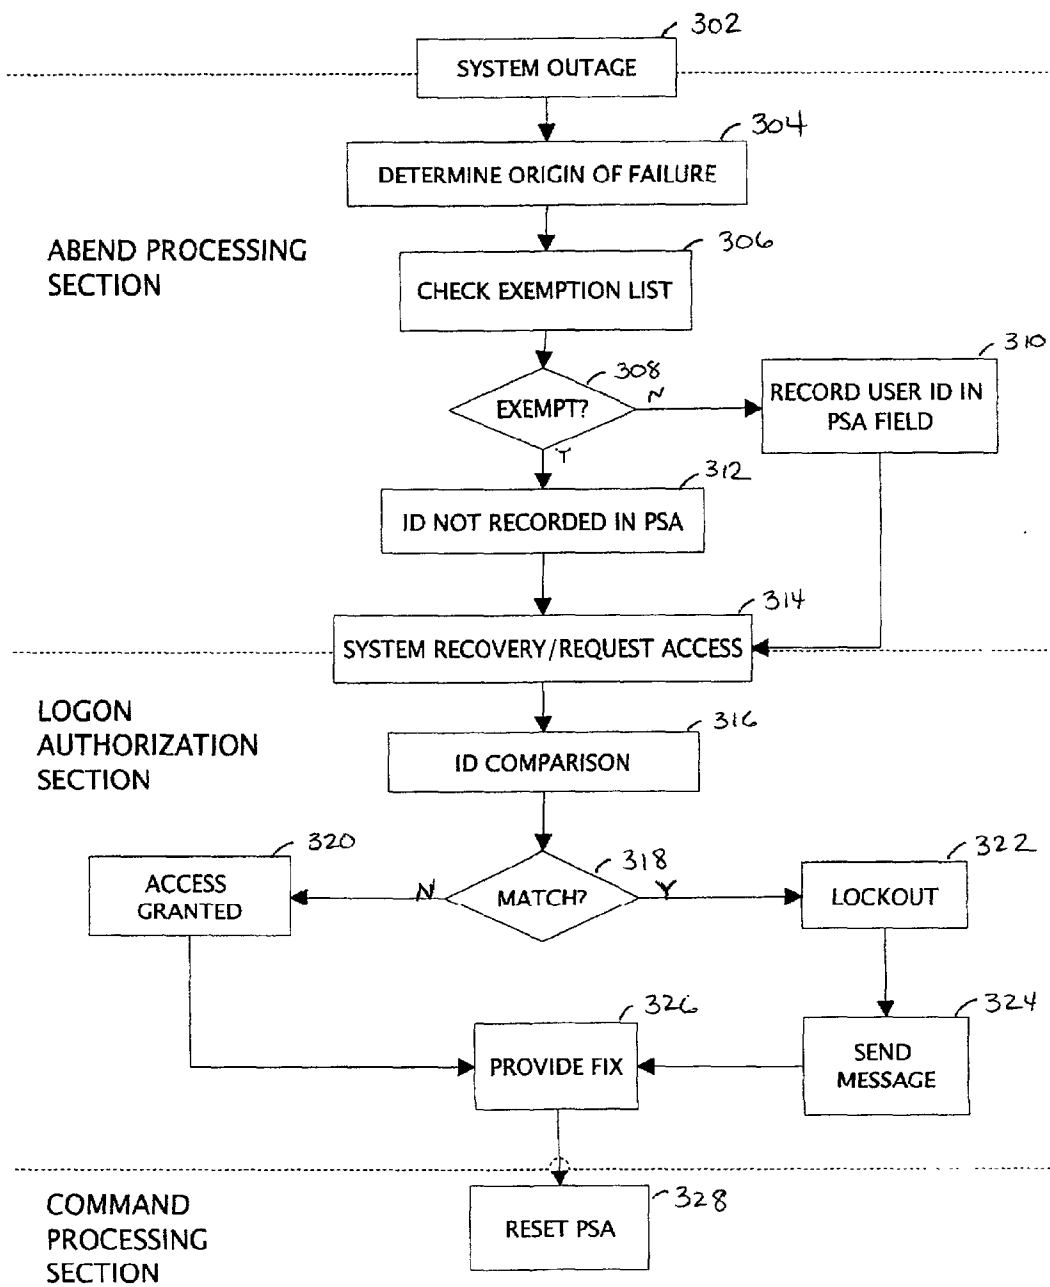 302
SYSTEM OUTAGE
304
DETERMINE ORIGIN OF FAILURE
ABEND PROCESSING
SECTION
306
CHECK EXEMPTION LIST
308
EXEMPT?
N
Y
310
RECORD USER ID IN
PSA FIELD
312
ID NOT RECORDED IN PSA
314
SYSTEM RECOVERY/REQUEST ACCESS
LOGON
AUTHORIZATION
SECTION
316
ID COMPARISON
318
MATCH?
N
Y
320
ACCESS
GRANTED
322
LOCKOUT
324
SEND
MESSAGE
326
PROVIDE FIX
COMMAND
PROCESSING
SECTION
328
RESET PSA